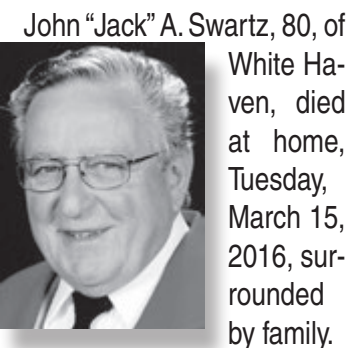 John “Jack” A. Swartz, 80, of
White Ha-
ven, died
at home,
Tuesday,
March 15,
2016, sur-
rounded
by family.